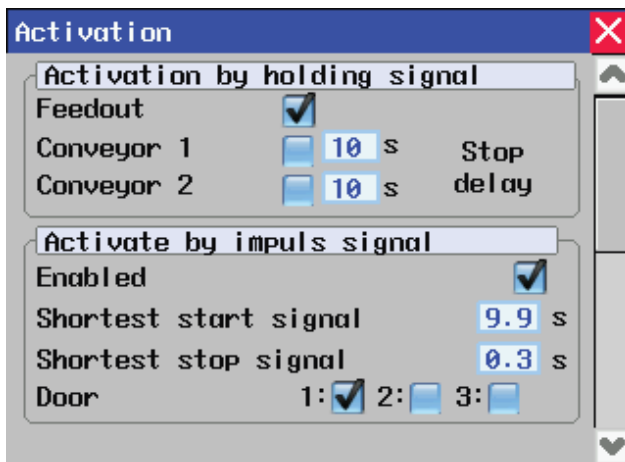 Activation
Activation by holding signal
Feedout
Conveyor 1 10 s Stop
Conveyor 2 10 s delay
Activate by impuls signal
Enabled
Shortest start signal 9.9 s
Shortest stop signal 0.3 s
Door 1: 2: 3: